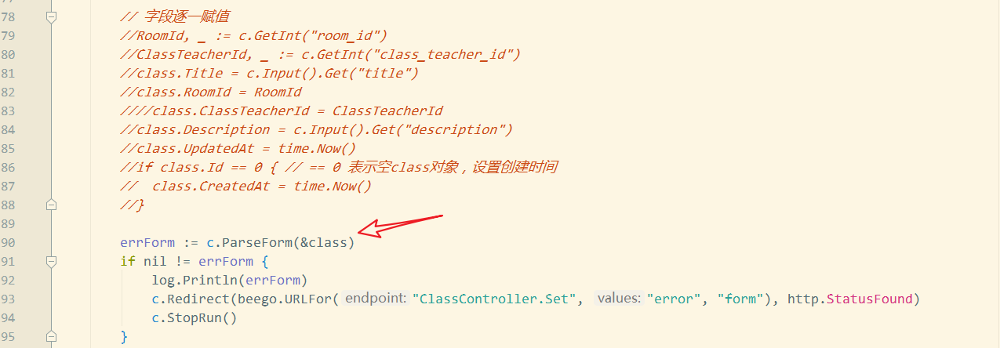 77
78 // 字段逐一赋值
79 //RoomId, _ := c.GetInt("room_id")
80 //ClassTeacherId, _ := c.GetInt("class_teacher_id")
81 //class.Title = c.Input().Get("title")
82 //class.RoomId = RoomId
83 ////class.ClassTeacherId = ClassTeacherId
84 //class.Description = c.Input().Get("description")
85 //class.UpdatedAt = time.Now()
86 //if class.Id == 0 { // == 0 表示空class对象，设置创建时间
87 //  class.CreatedAt = time.Now()
88 //}
89
90 errForm := c.ParseForm(&class)
91 if nil != errForm {
92     log.Println(errForm)
93     c.Redirect(beego.URLFor( endpoint: "ClassController.Set", values: "error", "form"), http.StatusFound)
94     c.StopRun()
95 }